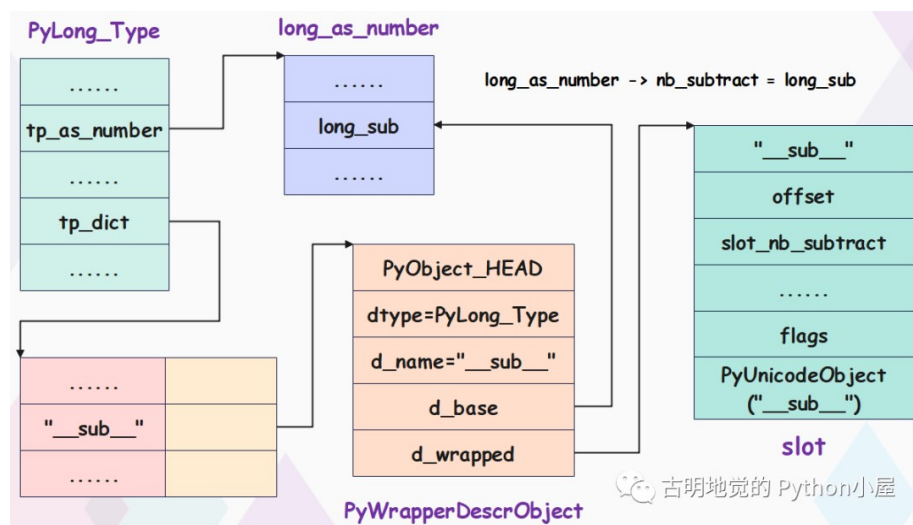 PyLong_Type
......
tp_as_number
......
tp_dict
......
long_as_number
......
long_sub
......
long_as_number -> nb_subtract = long_sub
"__sub__"
offset
slot_nb_subtract
......
flags
PyUnicodeObject
("__sub__")
slot
PyObject_HEAD
dtype=PyLong_Type
d_name="__sub__"
d_base
d_wrapped
PyWrapperDescrObject
......
"__sub__"
......
古明地觉的 Python小屋